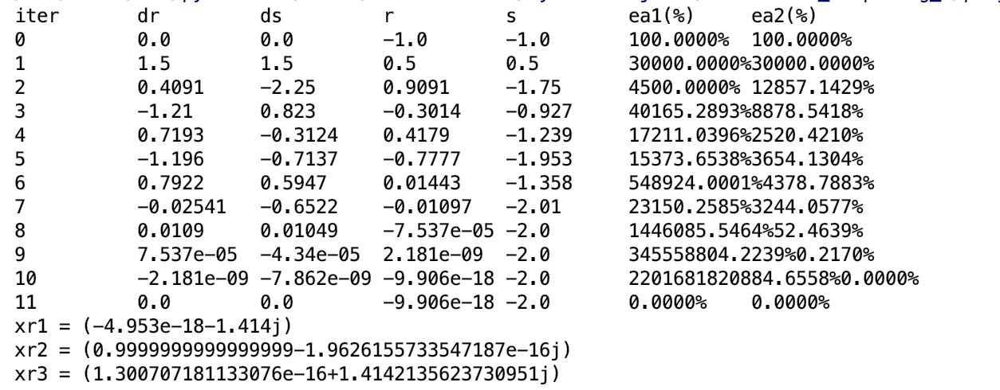 iter dr ds r s ea1(%) ea2(%)
0 0.0 0.0 -1.0 -1.0 100.0000% 100.0000%
1 1.5 1.5 0.5 0.5 30000.0000%30000.0000%
2 0.4091 -2.25 0.9091 -1.75 4500.0000% 12857.1429%
3 -1.21 0.823 -0.3014 -0.927 40165.2893%8878.5418%
4 0.7193 -0.3124 0.4179 -1.239 17211.0396%2520.4210%
5 -1.196 -0.7137 -0.7777 -1.953 15373.6538%3654.1304%
6 0.7922 0.5947 0.01443 -1.358 548924.0001%4378.7883%
7 -0.02541 -0.6522 -0.01097 -2.01 23150.2585%3244.0577%
8 0.0109 0.01049 -7.537e-05 -2.0 1446085.5464%52.4639%
9 7.537e-05 -4.34e-05 2.181e-09 -2.0 345558804.2239%0.2170%
10 -2.181e-09 -7.862e-09 -9.906e-18 -2.0 2201681820884.6558%0.0000%
11 0.0 0.0 -9.906e-18 -2.0 0.0000% 0.0000%
xr1 = (-4.953e-18-1.414j)
xr2 = (0.9999999999999999-1.9626155733547187e-16j)
xr3 = (1.300707181133076e-16+1.4142135623730951j)